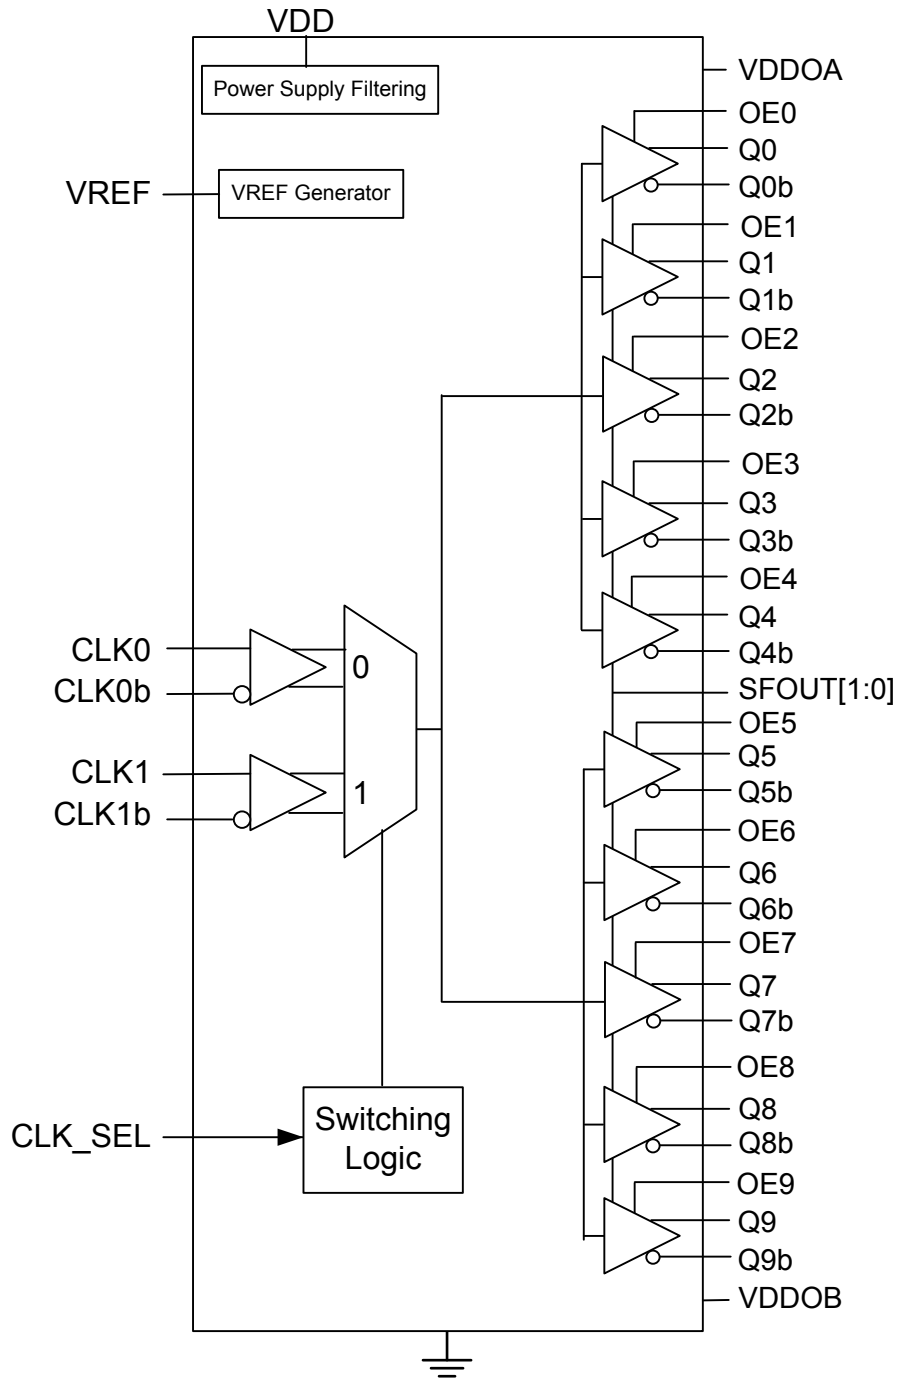 VDD
Power Supply Filtering
VDDOA
OE0
Q0
Q0b
VREF
VREF Generator
OE1
Q1
Q1b
OE2
Q2
Q2b
OE3
Q3
Q3b
OE4
Q4
Q4b
CLK0
CLK0b
0
CLK1
CLK1b
1
SFOUT[1:0]
OE5
Q5
Q5b
OE6
Q6
Q6b
OE7
Q7
Q7b
OE8
Q8
Q8b
CLK_SEL
Switching
Logic
OE9
Q9
Q9b
VDDOB